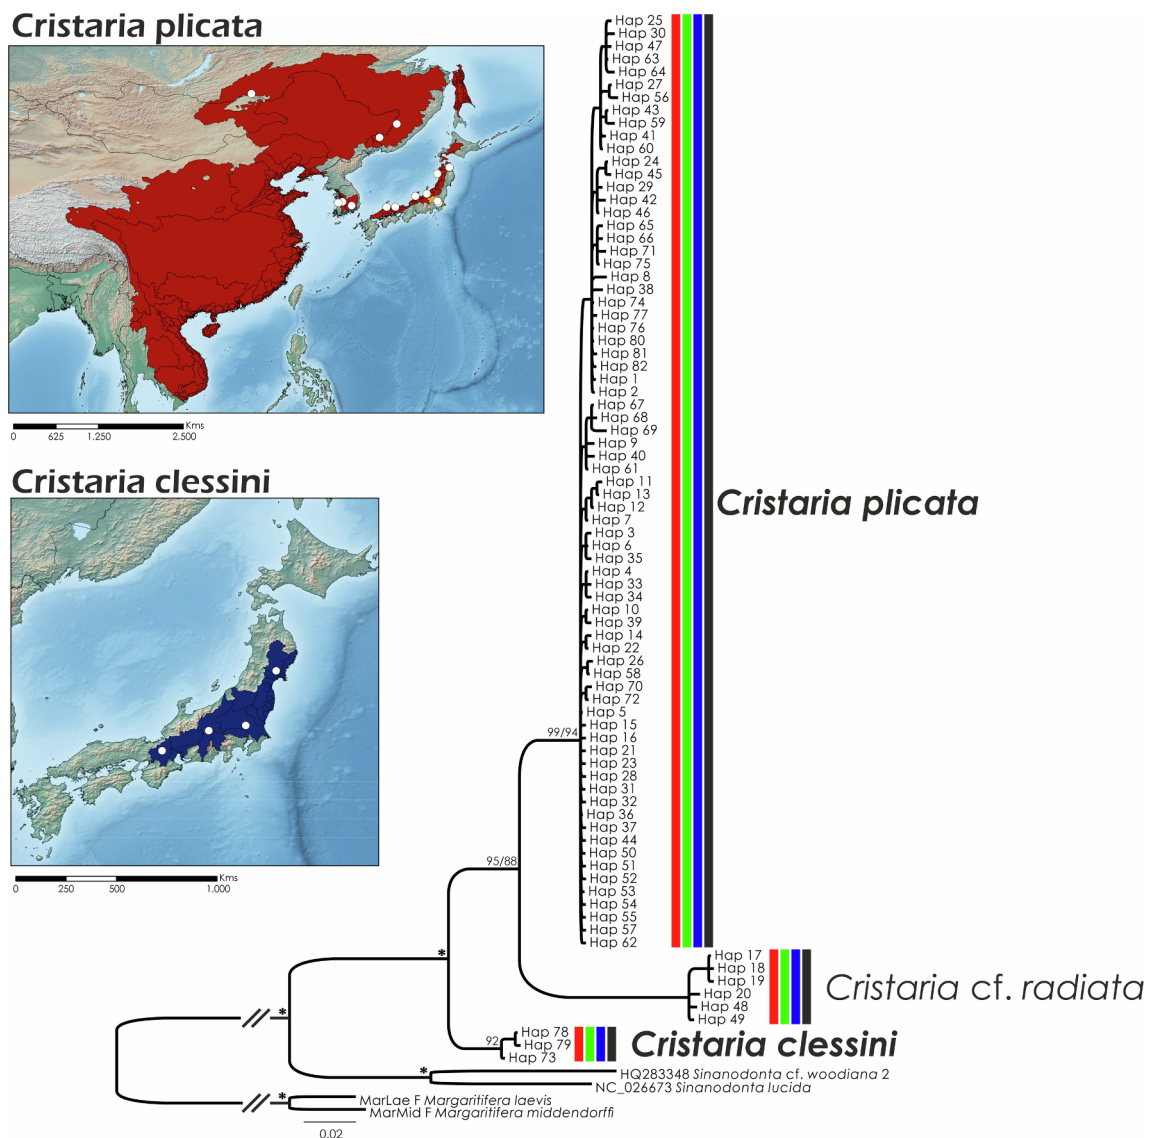 Cristaria plicata
0 625 1.250 2.500 Kms
Cristaria clessini
0 250 500 1.000 Kms
Hap 25
Hap 30
Hap 47
Hap 63
Hap 64
Hap 27
Hap 56
Hap 43
Hap 59
Hap 41
Hap 60
Hap 24
Hap 45
Hap 29
Hap 42
Hap 46
Hap 65
Hap 66
Hap 71
Hap 75
Hap 8
Hap 38
Hap 74
Hap 77
Hap 76
Hap 80
Hap 81
Hap 82
Hap 1
Hap 2
Hap 67
Hap 68
Hap 69
Hap 9
Hap 40
Hap 61
Hap 11
Hap 13
Hap 12
Hap 7
Hap 3
Hap 6
Hap 35
Hap 4
Hap 33
Hap 34
Hap 10
Hap 39
Hap 14
Hap 22
Hap 26
Hap 58
Hap 70
Hap 72
Hap 5
Hap 15
Hap 16
Hap 21
Hap 23
Hap 28
Hap 31
Hap 32
Hap 36
Hap 37
Hap 44
Hap 50
Hap 51
Hap 52
Hap 53
Hap 54
Hap 55
Hap 57
Hap 62
Cristaria plicata
99/94
95/88
*
*
Hap 17
Hap 18
Hap 19
Hap 20
Hap 48
Hap 49
Cristaria cf. radiata
92
Hap 78
Hap 79
Hap 73
Cristaria clessini
*
HQ283348 Sinanodonta cf. woodiana 2
NC_026673 Sinanodonta lucida
*
MarLae F Margaritifera laevis
MarMid F Margaritifera middendorffi
0.02